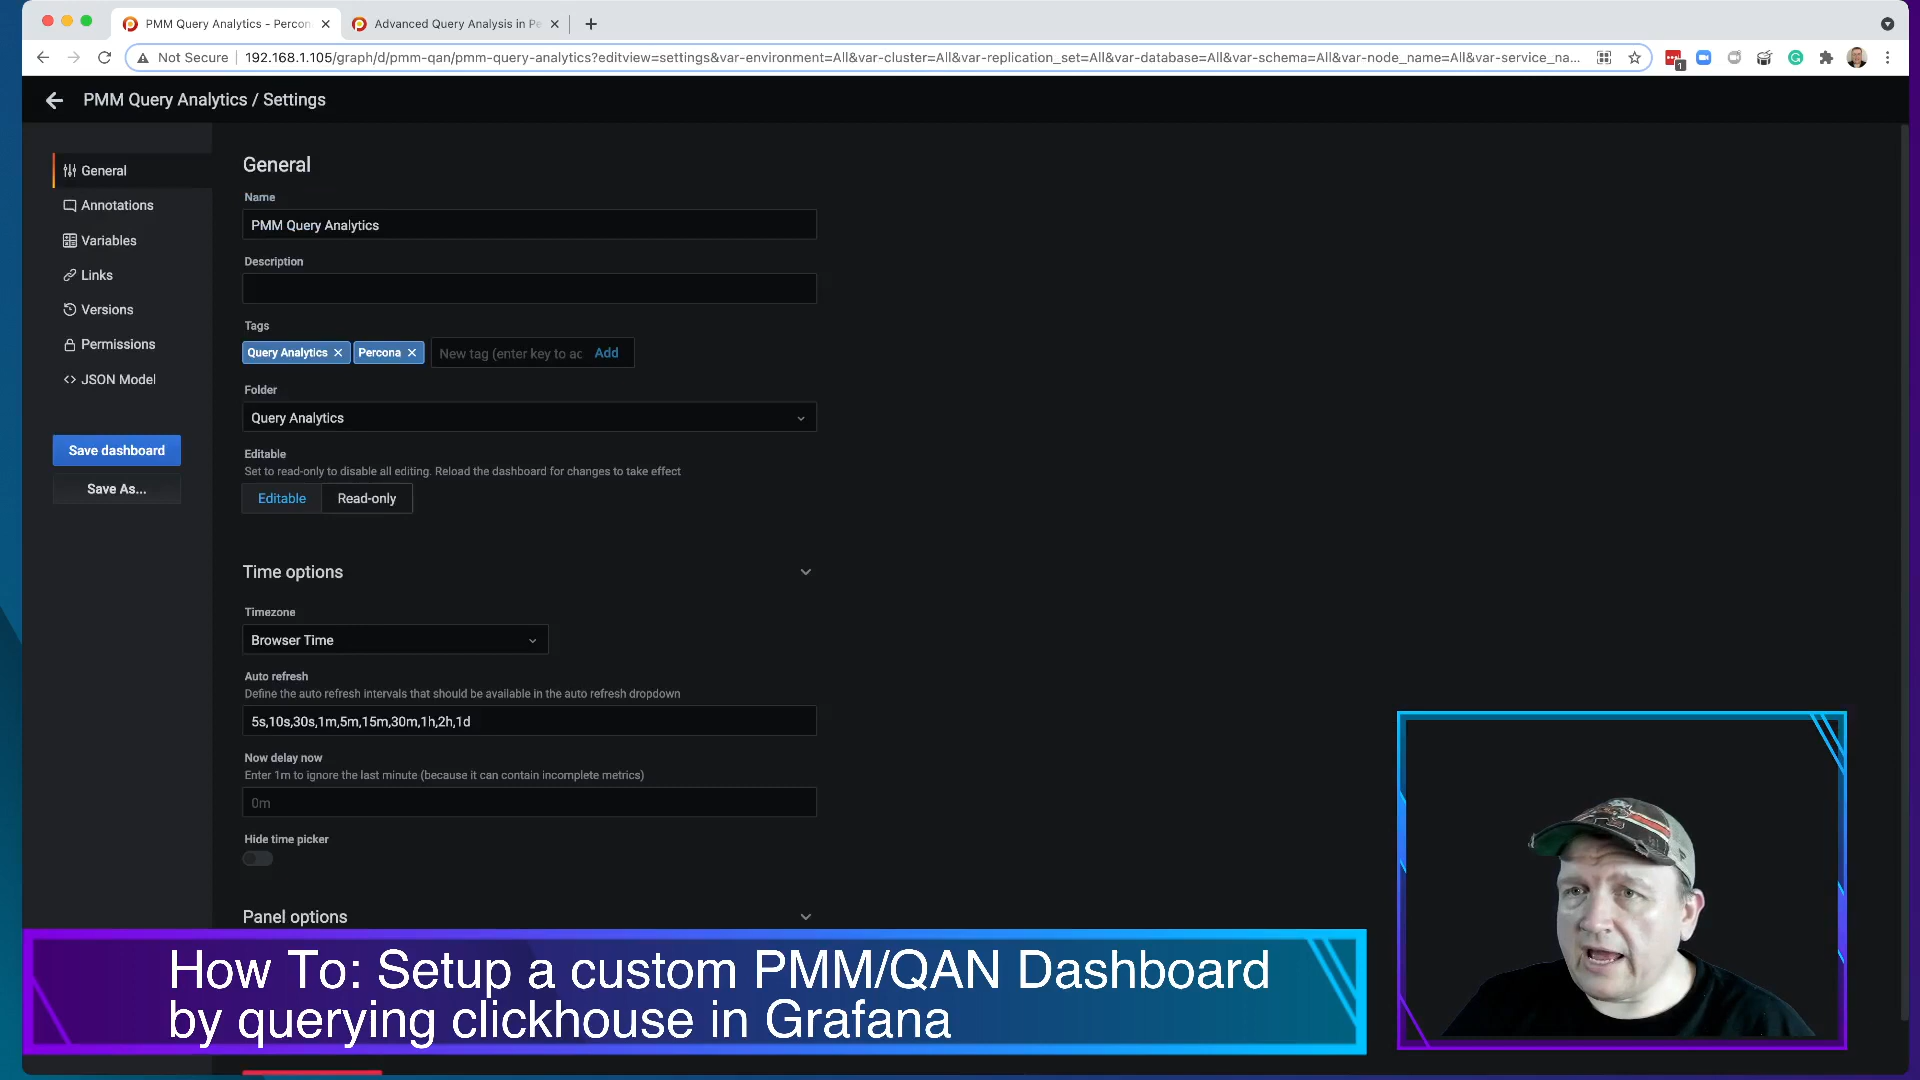 PMM Query Analytics - Percon
Advanced Query Analysis in Pe
Not Secure
192.168.1.105/graph/d/pmm-qan/pmm-query-analytics?editview=settings&var-environment=All&var-cluster=All&var-replication_set=All&var-database=All&var-schema=All&var-node_name=All&var-service_na...
1
PMM Query Analytics / Settings
General
Annotations
Variables
Links
Versions
Permissions
JSON Model
Save dashboard
Save As...
General
Name
PMM Query Analytics
Description
Tags
Query Analytics
Percona
New tag (enter key to ac
Add
Folder
Query Analytics
Editable
Set to read-only to disable all editing. Reload the dashboard for changes to take effect
Editable
Read-only
Time options
Timezone
Browser Time
Auto refresh
Define the auto refresh intervals that should be available in the auto refresh dropdown
5s,10s,30s,1m,5m,15m,30m,1h,2h,1d
Now delay now
Enter 1m to ignore the last minute (because it can contain incomplete metrics)
0m
Hide time picker
Panel options
How To: Setup a custom PMM/QAN Dashboard
by querying clickhouse in Grafana